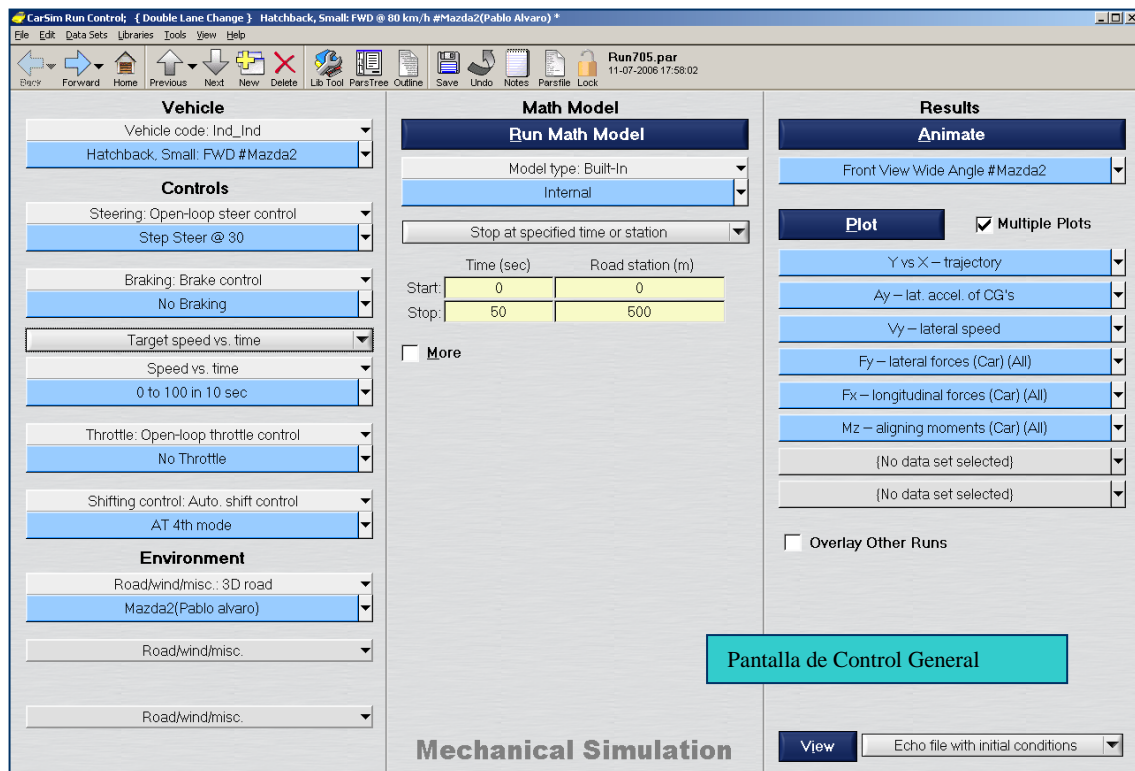 CarSim Run Control; { Double Lane Change } Hatchback, Small: FWD @ 80 km/h #Mazda2(Pablo Alvaro) *
File Edit Data Sets Libraries Tools View Help
Back Forward Home Previous Next New Delete Lib Tool ParsTree Outline Save Undo Notes Parsfile Lock
Run705.par
11-07-2006 17:58:02
Vehicle
Vehicle code: Ind_Ind
Hatchback, Small: FWD #Mazda2
Controls
Steering: Open-loop steer control
Step Steer @ 30
Braking: Brake control
No Braking
Target speed vs. time
Speed vs. time
0 to 100 in 10 sec
Throttle: Open-loop throttle control
No Throttle
Shifting control: Auto. shift control
AT 4th mode
Environment
Road/wind/misc.: 3D road
Mazda2(Pablo alvaro)
Road/wind/misc.
Road/wind/misc.
Math Model
Run Math Model
Model type: Built-In
Internal
Stop at specified time or station
Time (sec) Road station (m)
Start: 0 0
Stop: 50 500
More
Mechanical Simulation
Results
Animate
Front View Wide Angle #Mazda2
Plot Multiple Plots
Y vs X – trajectory
Ay – lat. accel. of CG's
Vy – lateral speed
Fy – lateral forces (Car) (All)
Fx – longitudinal forces (Car) (All)
Mz – aligning moments (Car) (All)
{No data set selected}
{No data set selected}
Overlay Other Runs
Pantalla de Control General
View Echo file with initial conditions